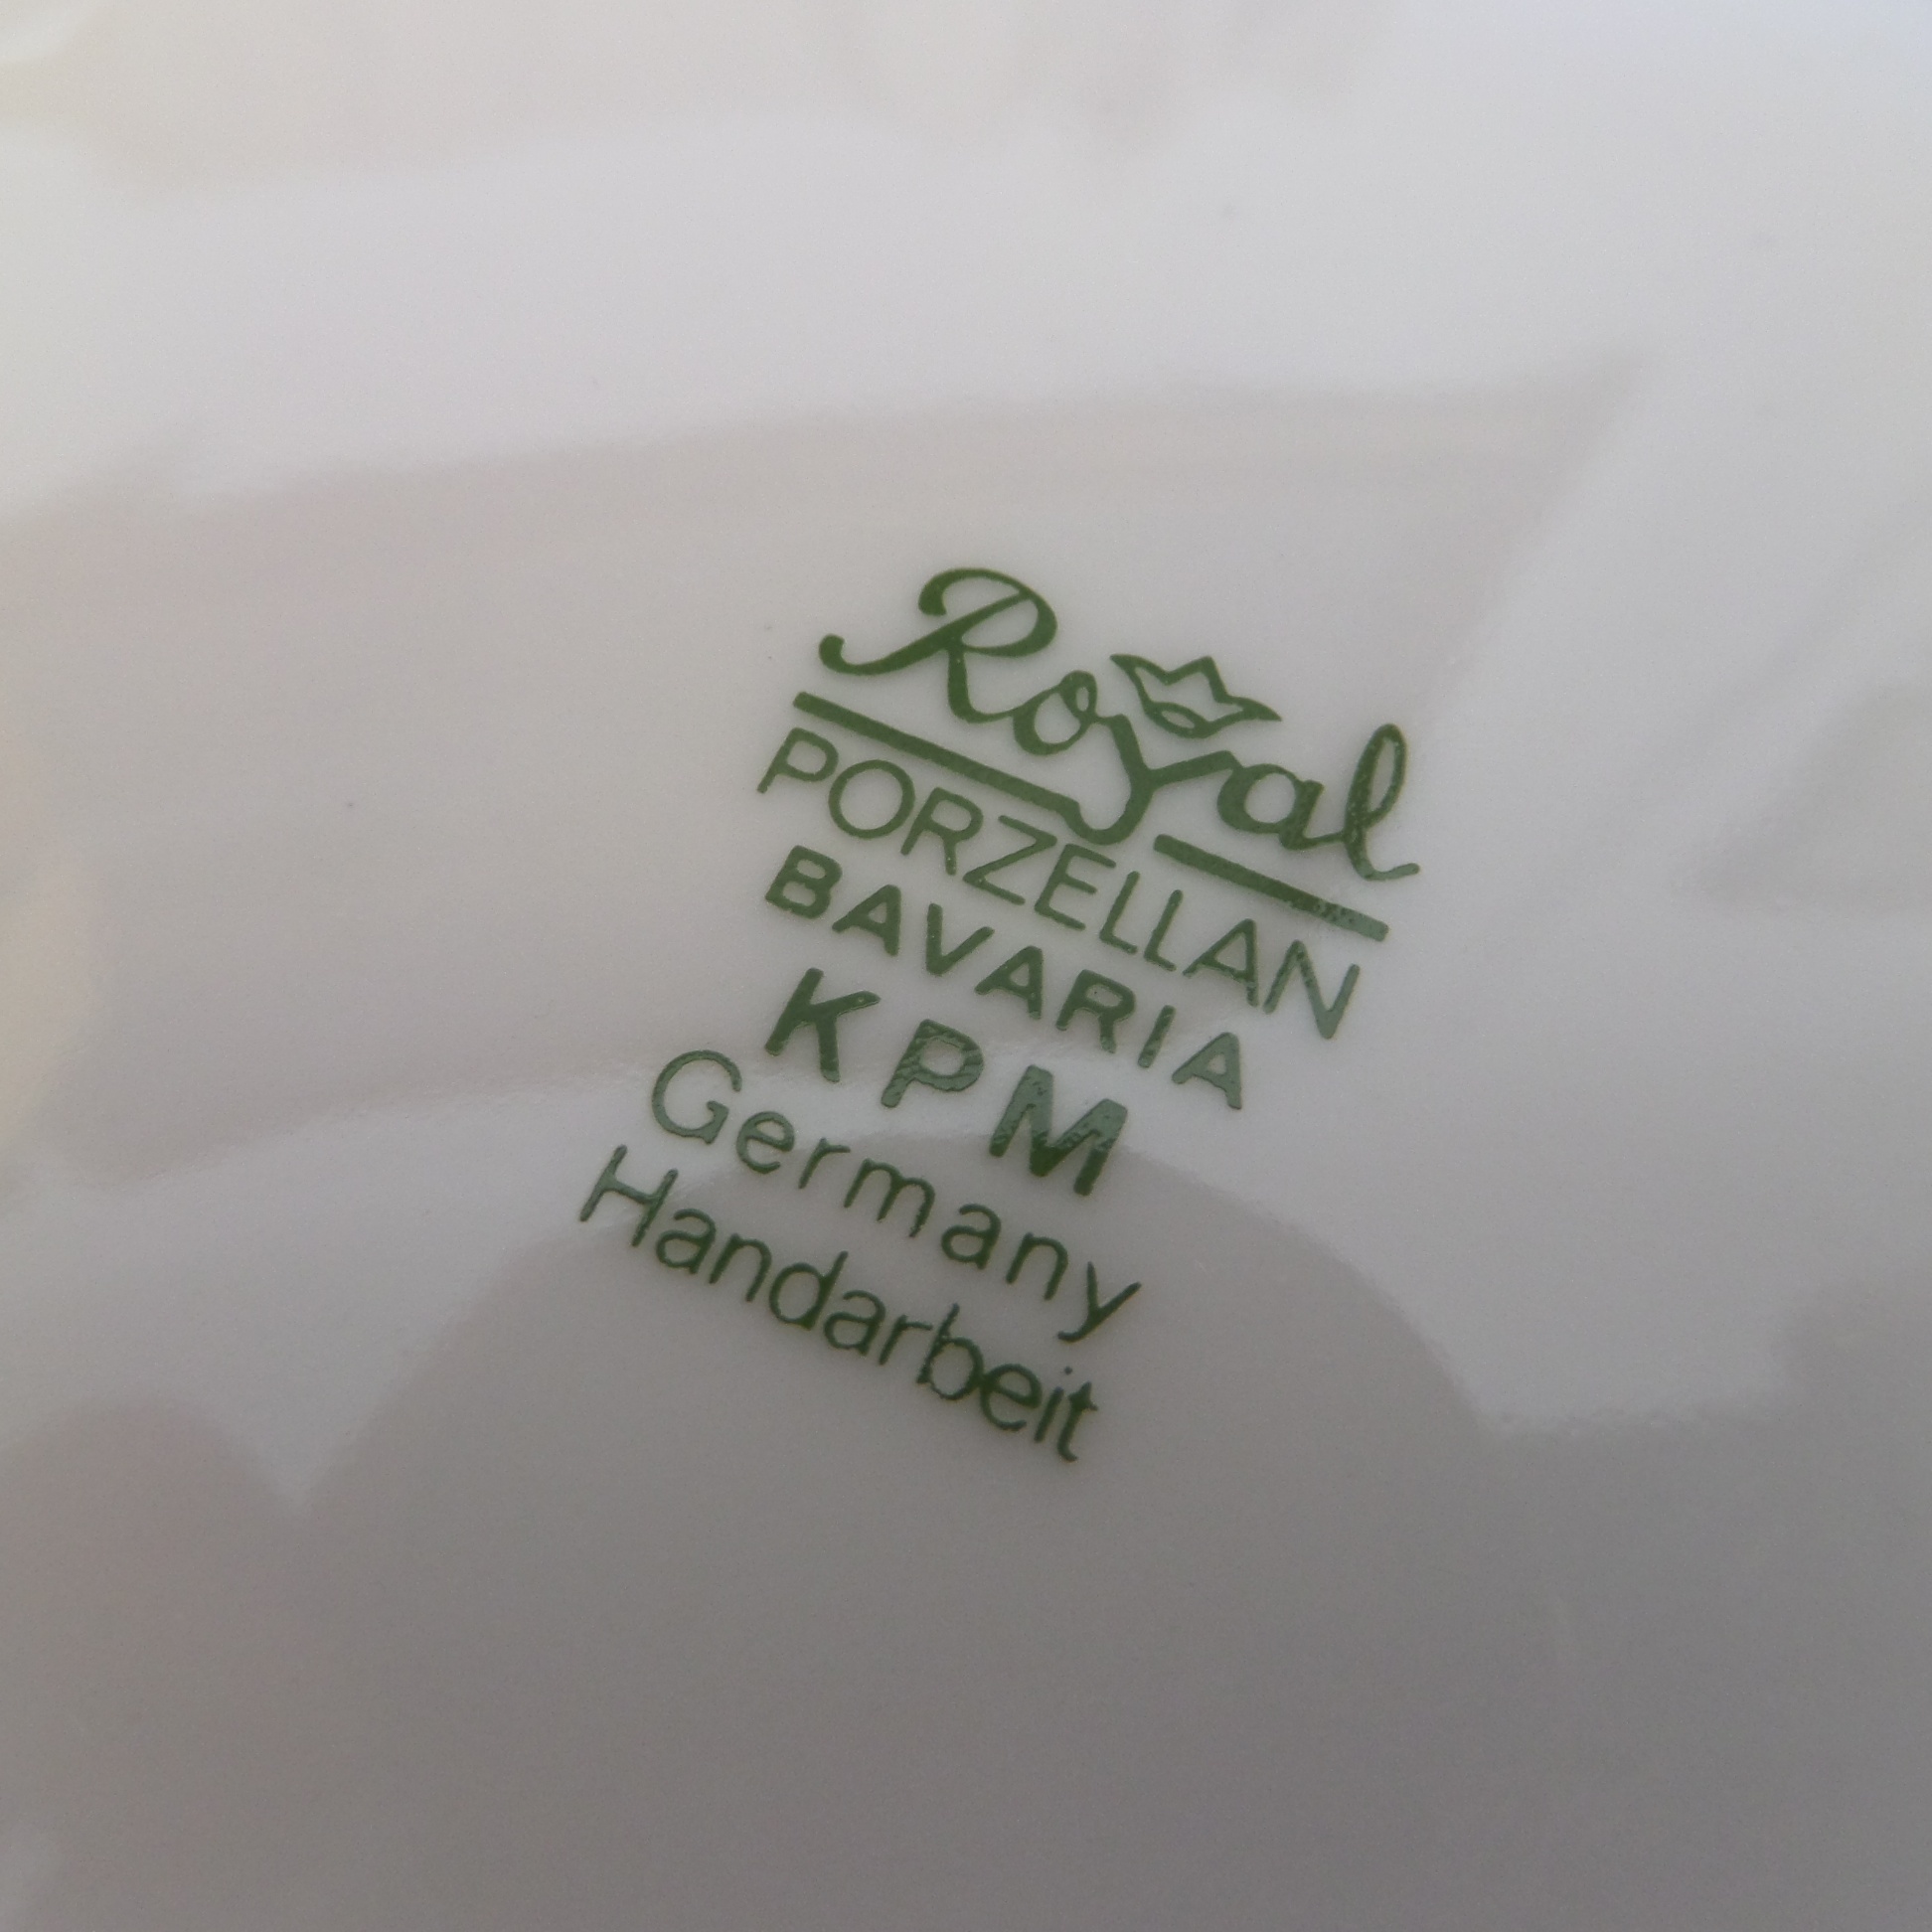 Royal
PORZELLAN
BAVARIA
KPM
Germany
Handarbeit